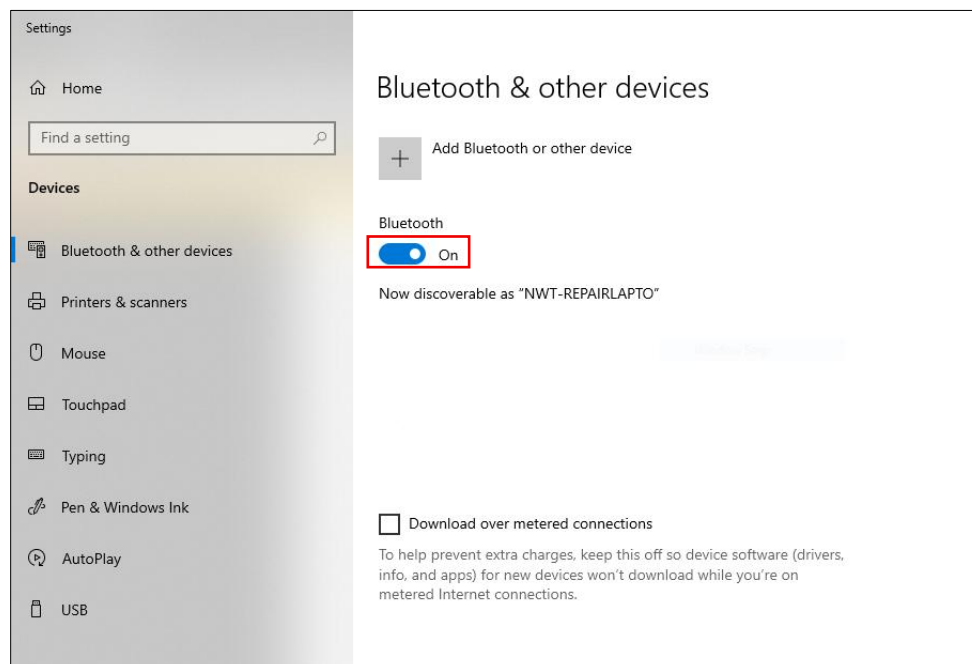 Settings
Home
Find a setting
Devices
Bluetooth & other devices
Printers & scanners
Mouse
Touchpad
Typing
Pen & Windows Ink
AutoPlay
USB
Bluetooth & other devices
Add Bluetooth or other device
Bluetooth
On
Now discoverable as “NWT-REPAIRLAPTO”
Download over metered connections
To help prevent extra charges, keep this off so device software (drivers,
info, and apps) for new devices won’t download while you’re on
metered Internet connections.